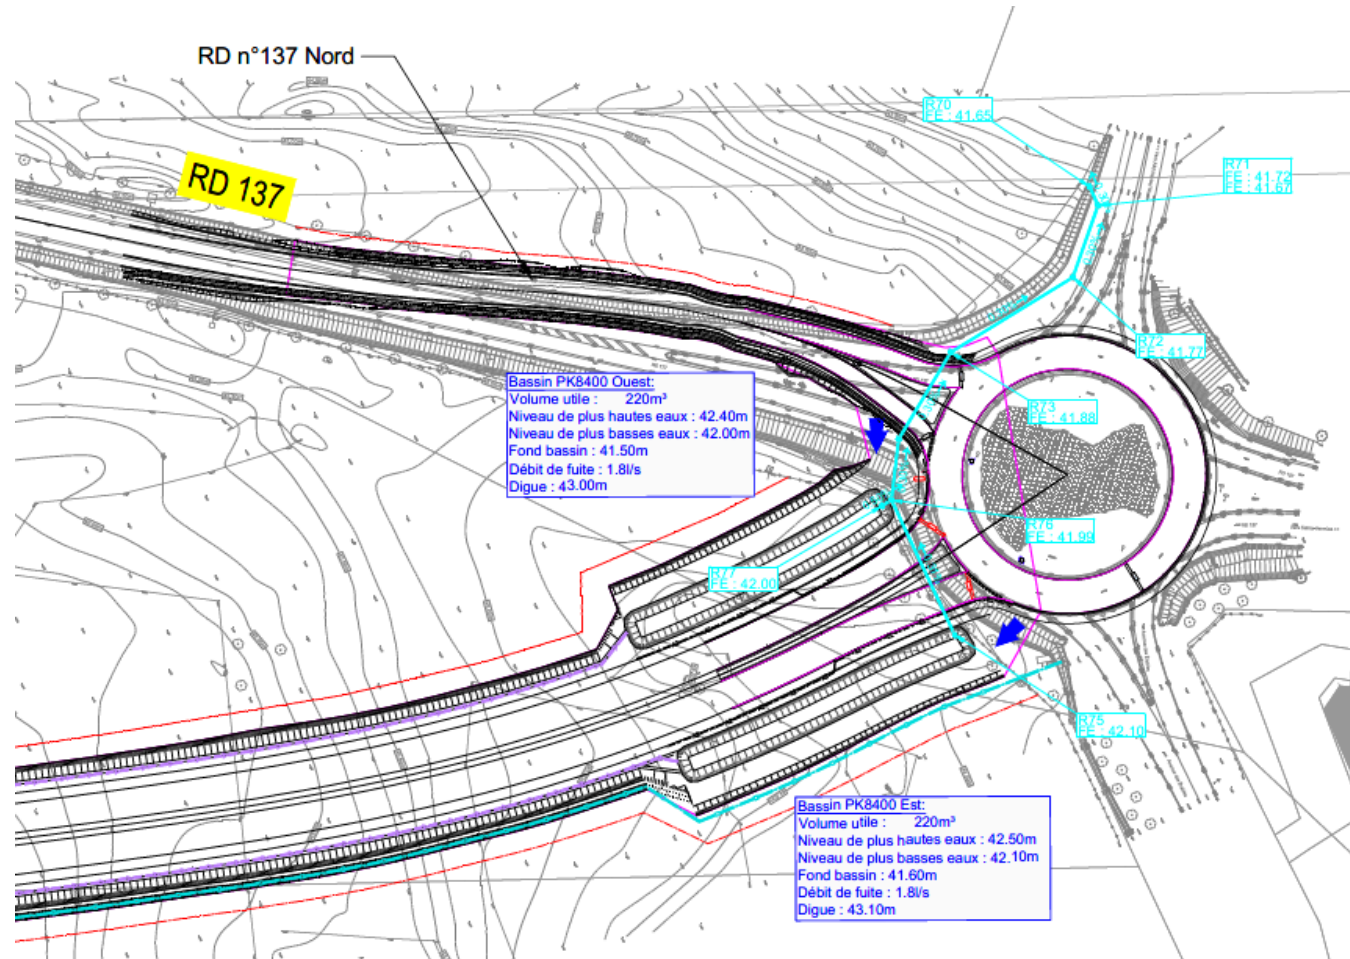 RD n°137 Nord
RD 137
R70
FE : 41.65
R71
FE : 41.72
FE : 41.67
R72
FE : 41.77
R73
FE : 41.88
Bassin PK8400 Ouest:
Volume utile : 220m³
Niveau de plus hautes eaux : 42.40m
Niveau de plus basses eaux : 42.00m
Fond bassin : 41.50m
Débit de fuite : 1.8l/s
Digue : 43.00m
R76
FE : 41.99
R77
FE : 42.00
R75
FE : 42.10
Bassin PK8400 Est:
Volume utile : 220m³
Niveau de plus hautes eaux : 42.50m
Niveau de plus basses eaux : 42.10m
Fond bassin : 41.60m
Débit de fuite : 1.8l/s
Digue : 43.10m